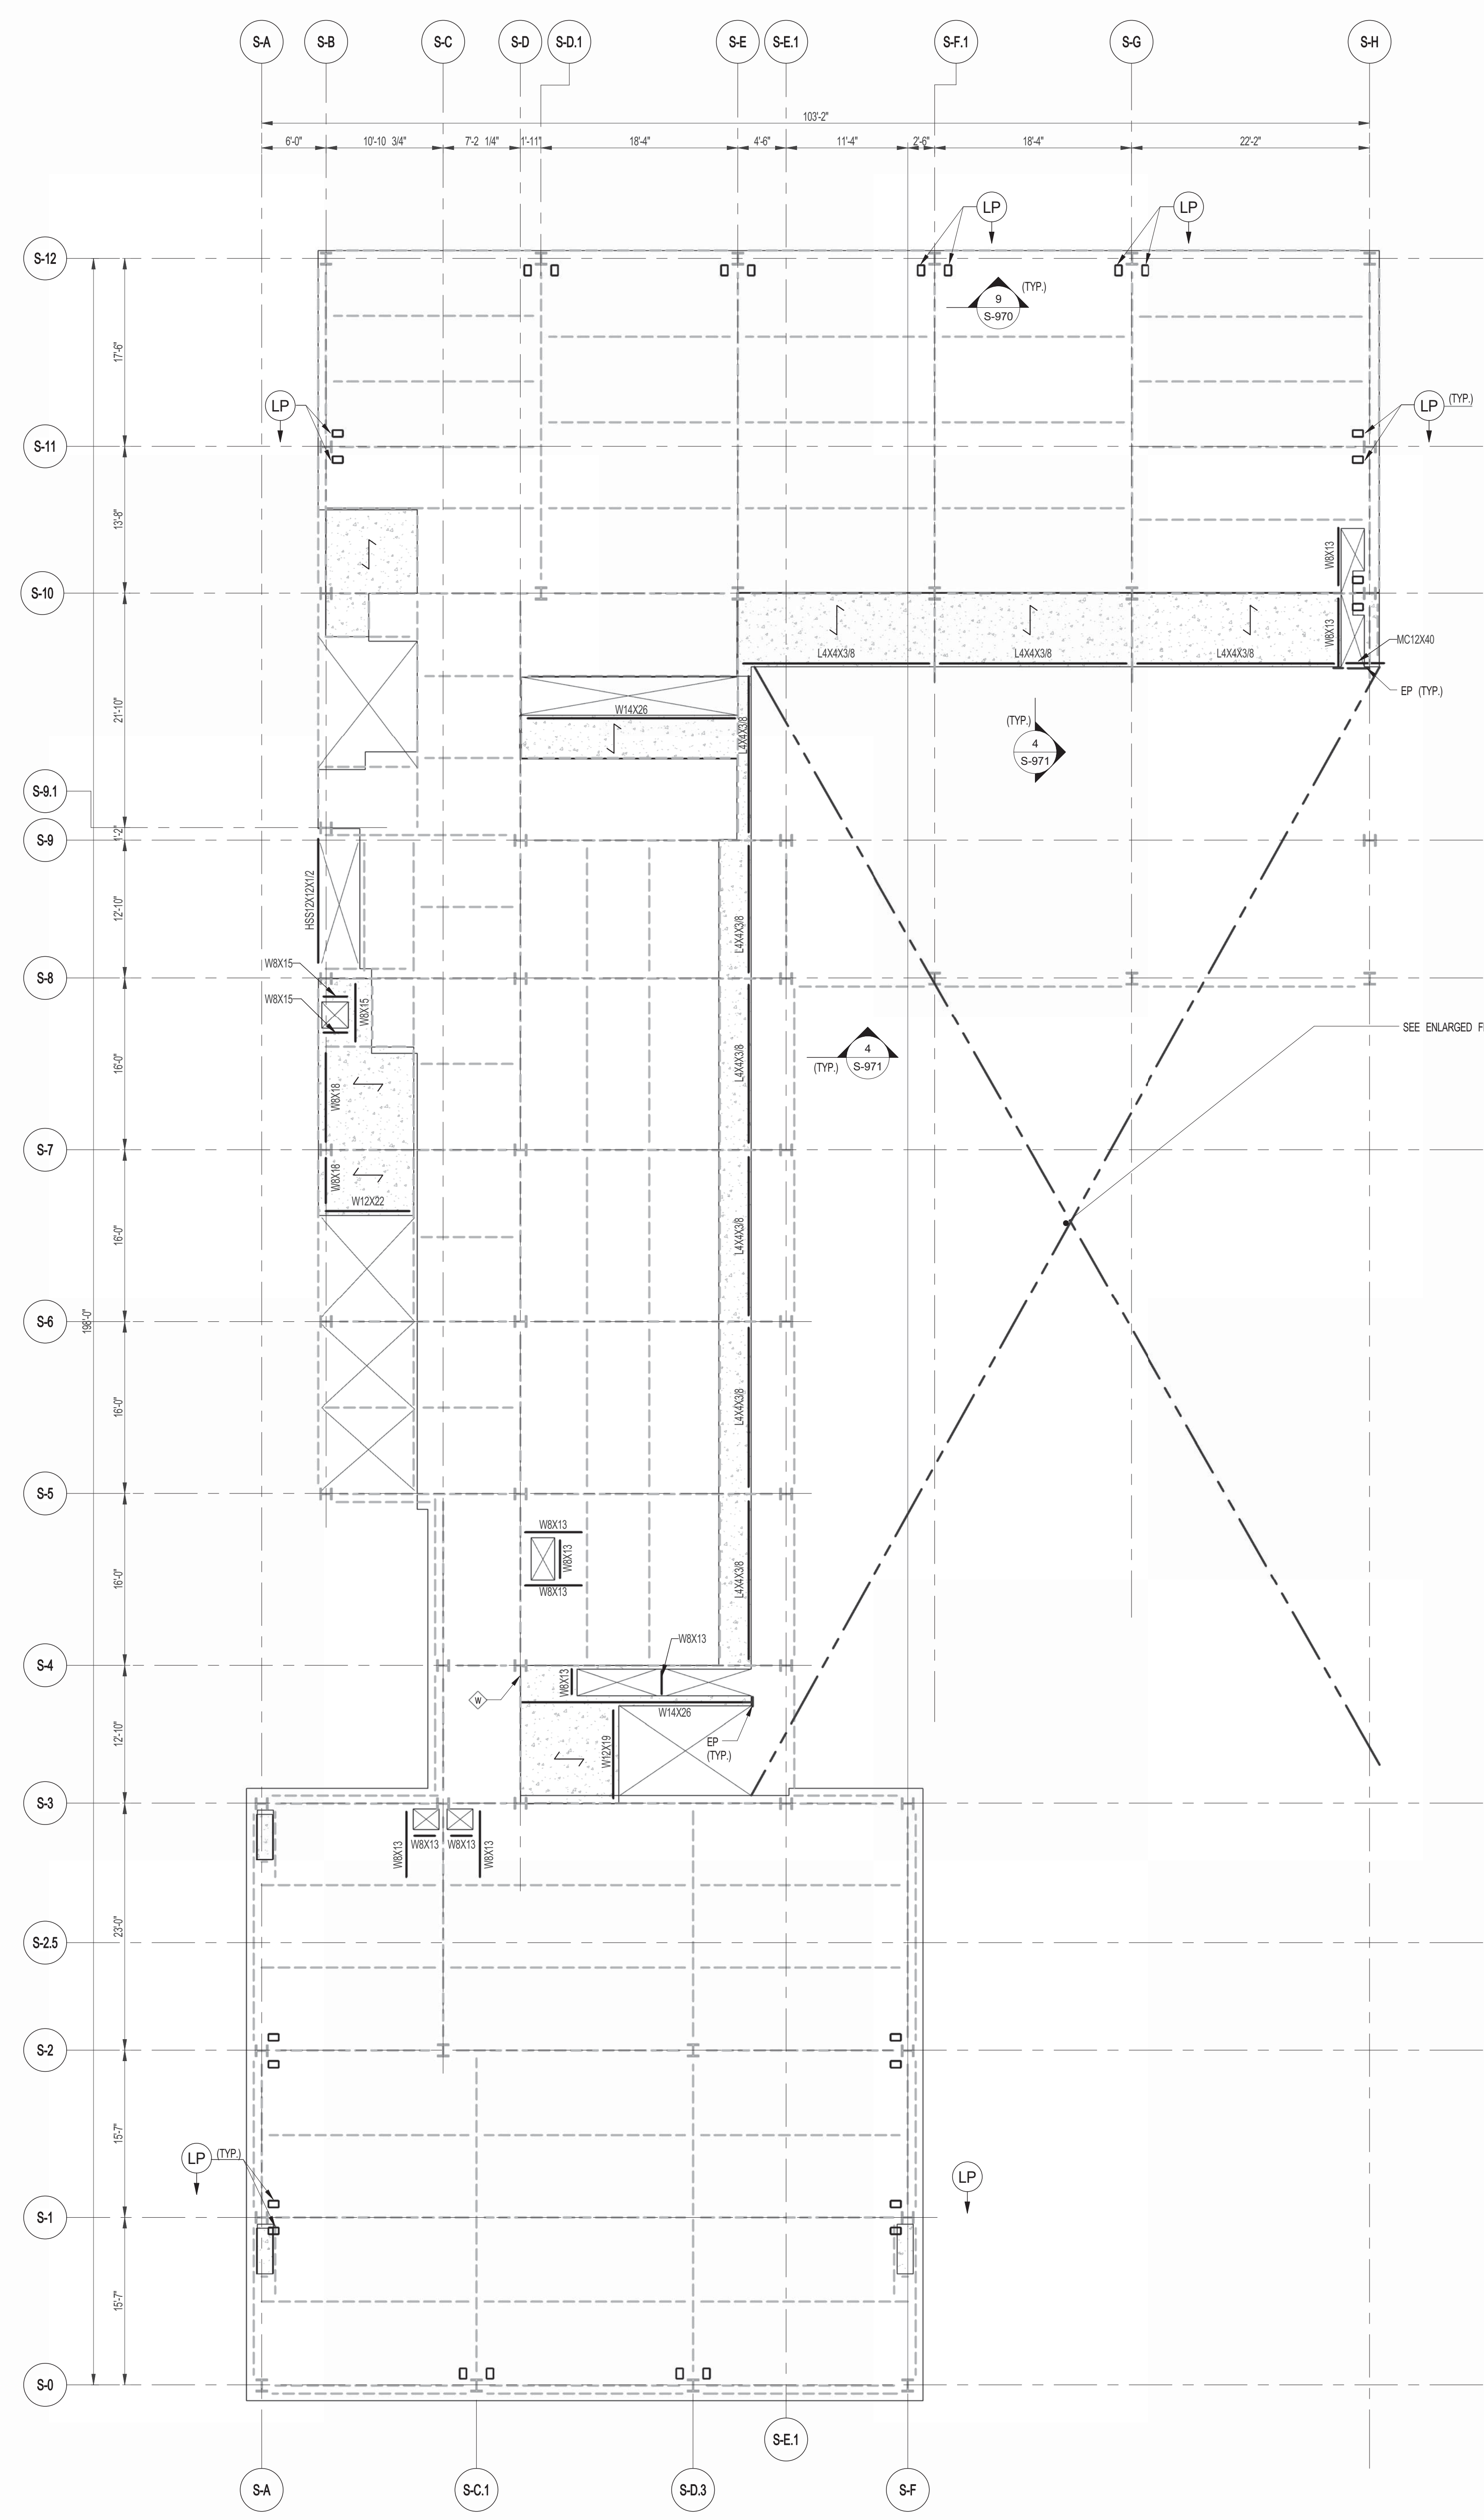 S-A
S-B
S-C
S-D
S-D.1
S-E
S-E.1
S-F.1
S-G
S-H
103'-2"
6'-0"
10'-10 3/4"
7'-2 1/4"
1'-11"
18'-4"
4'-6"
11'-4"
2'-6"
18'-4"
22'-2"
LP
LP
S-12
9
S-970
(TYP.)
17'-6"
LP
LP
(TYP.)
S-11
13'-8"
W8X13
S-10
W8X13
MC12X40
L4X4X3/8
L4X4X3/8
L4X4X3/8
EP (TYP.)
21'-10"
W14X26
L4X4X3/8
(TYP.)
4
S-971
S-9.1
1'-2"
S-9
12'-10"
HSS12X12X1/2
L4X4X3/8
W8X15
S-8
W8X15
W8X15
SEE ENLARGED F
4
S-971
(TYP.)
L4X4X3/8
16'-0"
W8X18
S-7
W8X18
W12X22
16'-0"
L4X4X3/8
198'-0"
S-6
16'-0"
L4X4X3/8
S-5
W8X13
W8X13
W8X13
16'-0"
L4X4X3/8
W8X13
S-4
W8X13
W
W14X26
12'-10"
W12X19
EP
(TYP.)
S-3
W8X13
W8X13
W8X13
W8X13
23'-0"
S-2.5
S-2
15'-7"
LP
(TYP.)
LP
S-1
15'-7"
S-0
S-E.1
S-A
S-C.1
S-D.3
S-F